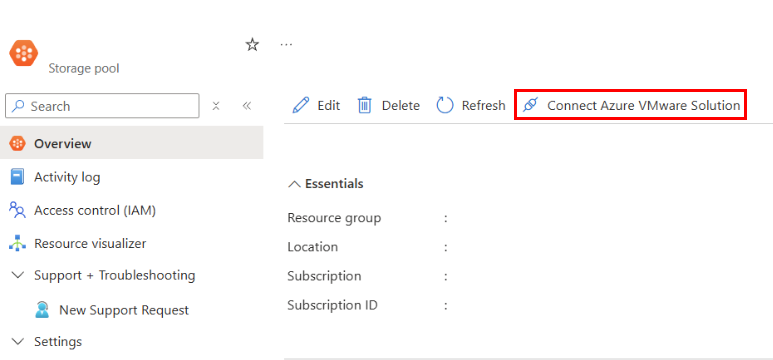 Storage pool
Search
Edit Delete Refresh Connect Azure VMware Solution
Overview
Activity log
Access control (IAM)
Resource visualizer
Support + Troubleshooting
New Support Request
Settings
Essentials
Resource group :
Location :
Subscription :
Subscription ID :